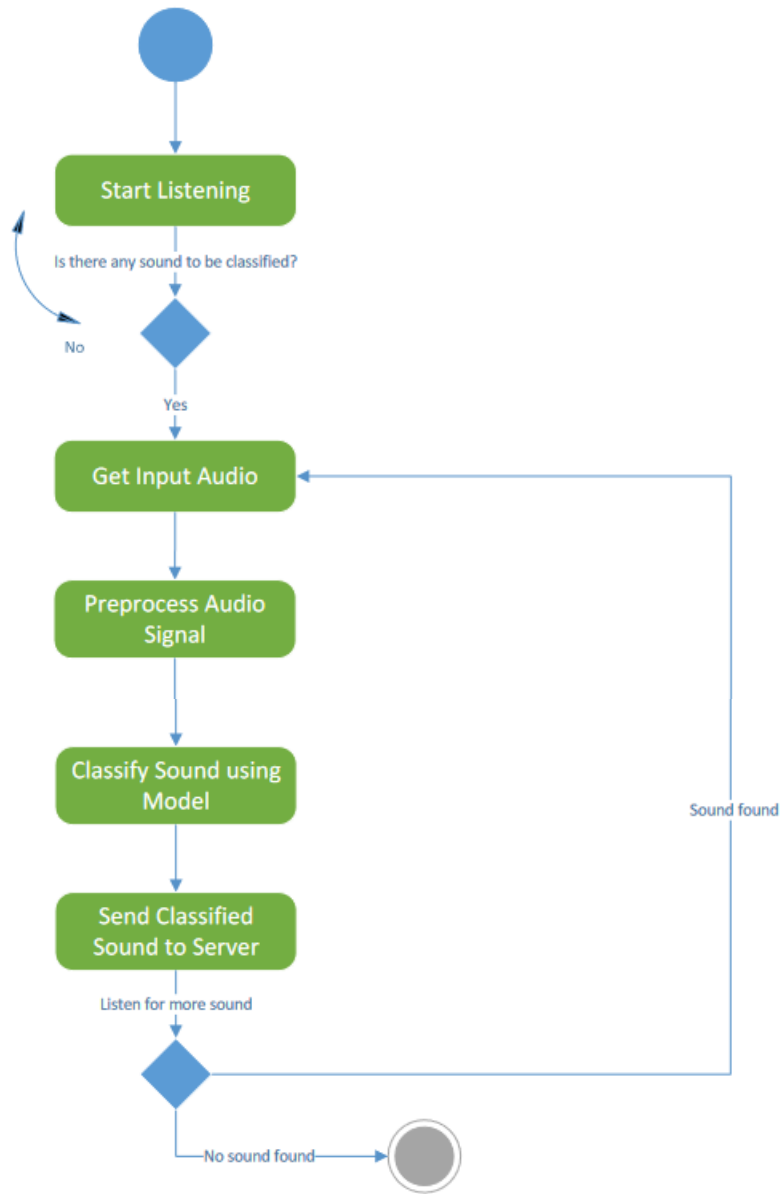 Start Listening
Is there any sound to be classified?
No
Yes
Get Input Audio
Preprocess Audio
Signal
Classify Sound using
Model
Sound found
Send Classified
Sound to Server
Listen for more sound
No sound found